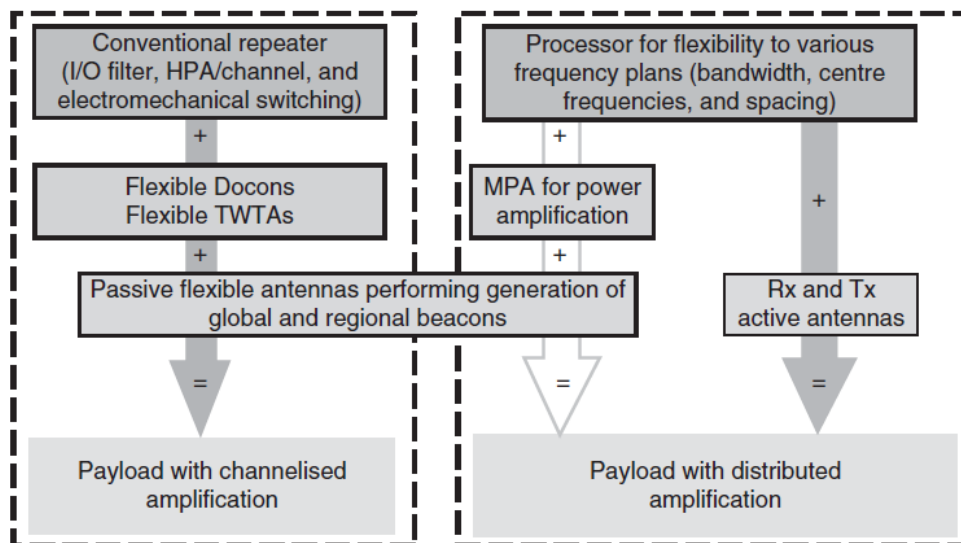 Conventional repeater
(I/O filter, HPA/channel, and
electromechanical switching)
+
Flexible Docons
Flexible TWTAs
+
Processor for flexibility to various
frequency plans (bandwidth, centre
frequencies, and spacing)
+
MPA for power
amplification
+
+
Passive flexible antennas performing generation of
global and regional beacons
Rx and Tx
active antennas
=
=
=
Payload with channelised
amplification
Payload with distributed
amplification